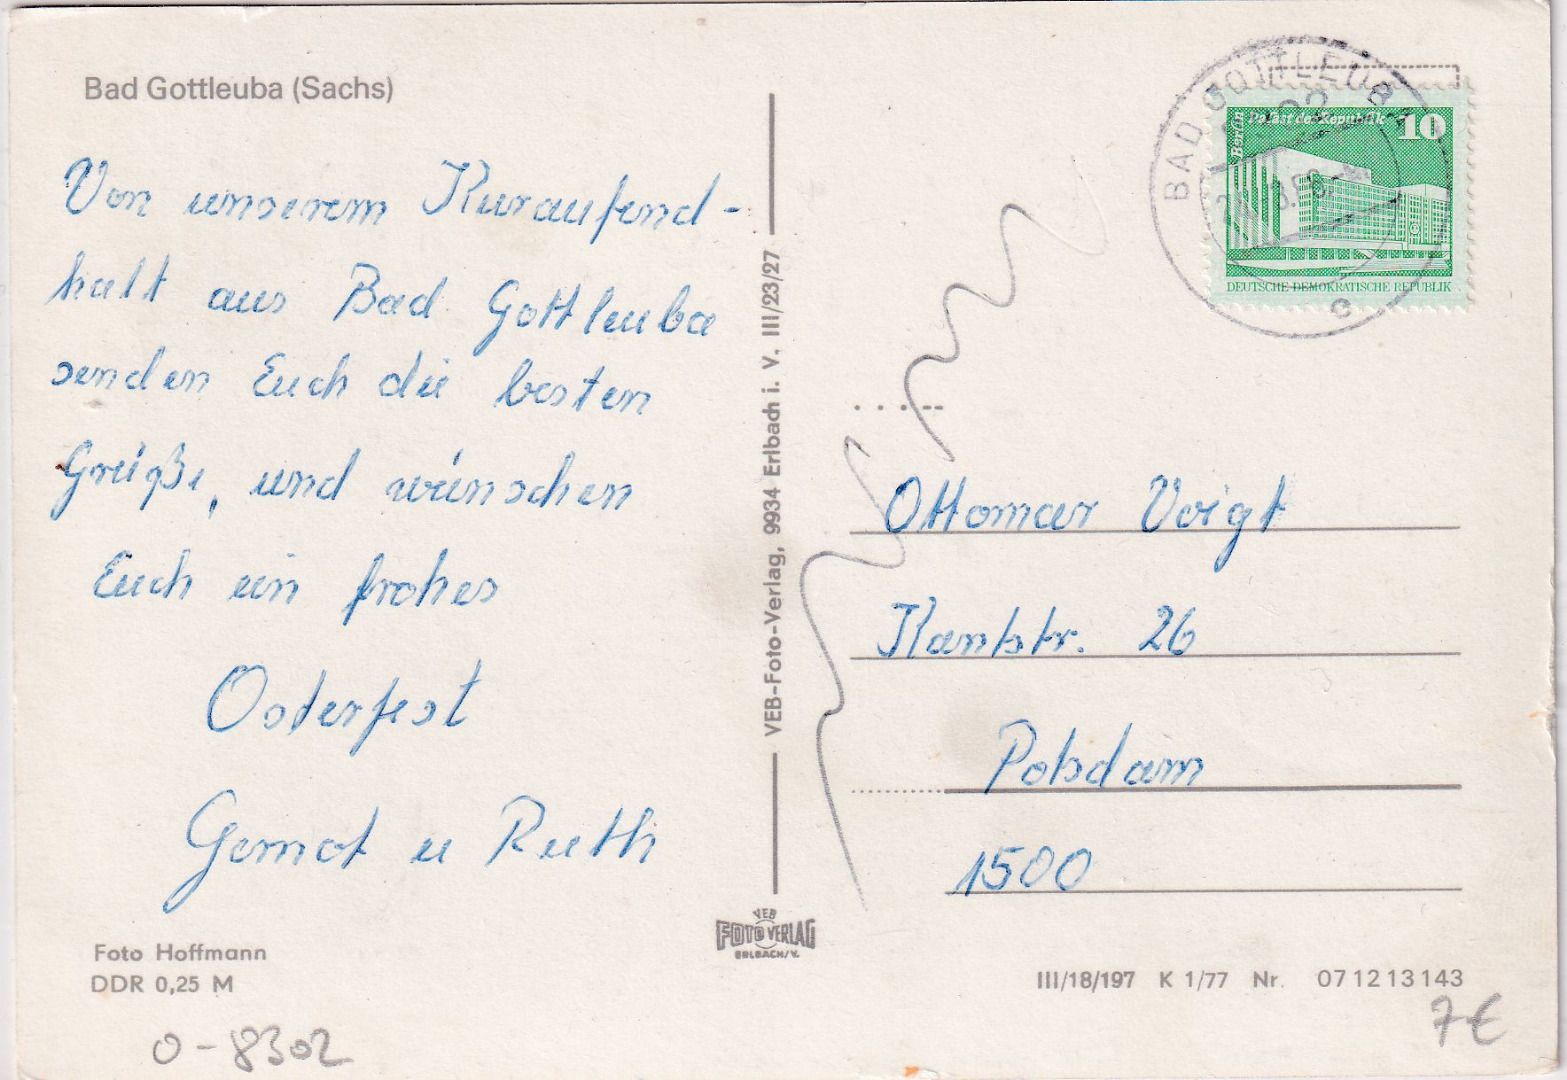 Bad Gottleuba (Sachs)
Von unserem Kuraufend-
halt aus Bad Gottleuba
senden Euch die besten
Grüße, und wünschen
Euch ein frohes
Osterfest
Gernot u Ruth
Foto Hoffmann
DDR 0,25 M
0-8302
VEB-Foto-Verlag, 9934 Erlbach i. V. III/23/27
VEB
FOTO VERLAG
ERLBACH/V.
BAD GOTTLEUBA
c
Berlin Palast der Republik 10
DEUTSCHE DEMOKRATISCHE REPUBLIK
Ottomar Voigt
Kantstr. 26
Potsdam
1500
III/18/197 K 1/77 Nr. 07 12 13 143
7€